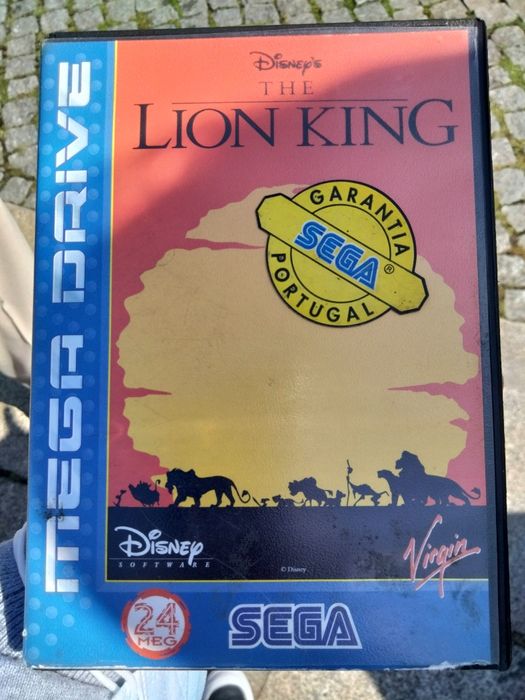 MEGA DRIVE
Disney's
THE
LION KING
GARANTIA
SEGA®
PORTUGAL
Disney
SOFTWARE
© Disney
Virgin
24
MEG
SEGA